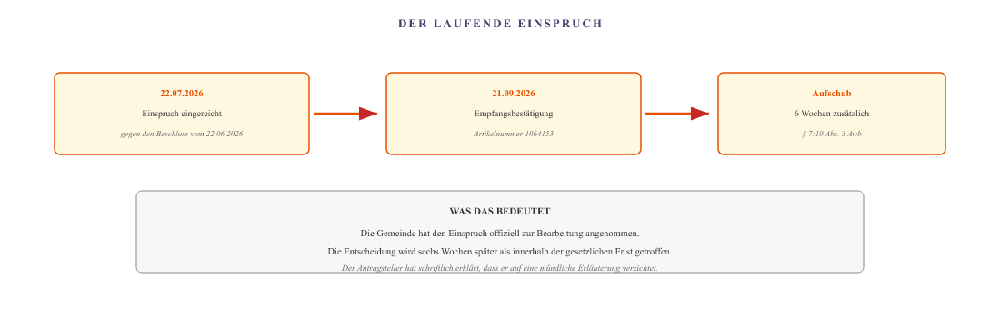 DER LAUFENDE EINSPRUCH
22.07.2026
Einspruch eingereicht
gegen den Beschluss vom 22.06.2026
21.09.2026
Empfangsbestätigung
Artikelnummer 1064153
Aufschub
6 Wochen zusätzlich
§ 7:10 Abs. 3 Awb
WAS DAS BEDEUTET
Die Gemeinde hat den Einspruch offiziell zur Bearbeitung angenommen.
Die Entscheidung wird sechs Wochen später als innerhalb der gesetzlichen Frist getroffen.
Der Antragsteller hat schriftlich erklärt, dass er auf eine mündliche Erläuterung verzichtet.